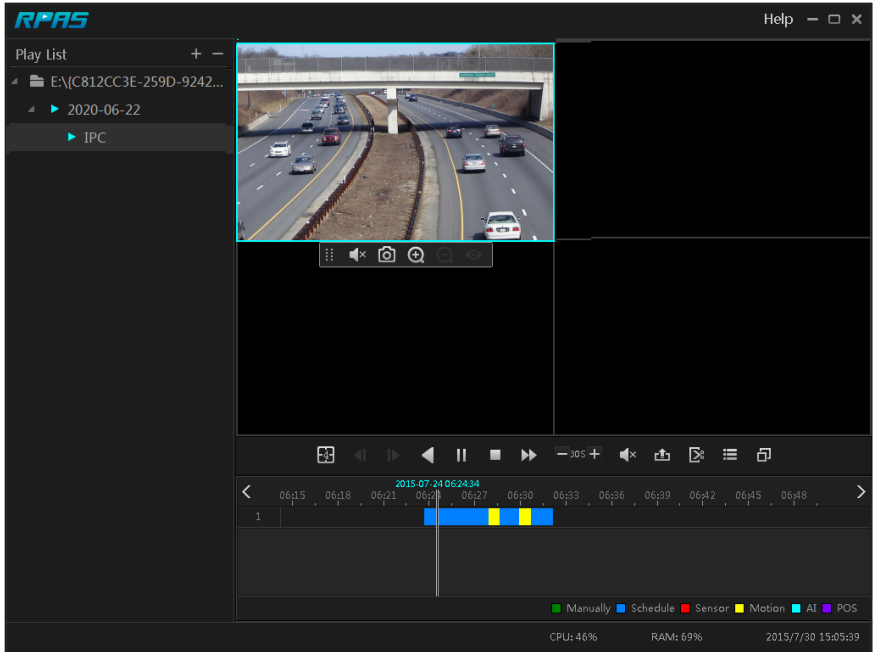 RPAS
Help
Play List
E:\{C812CC3E-259D-9242...
2020-06-22
IPC
4
30S
2015-07-24 06:24:34
06:15 06:18 06:21 06:24 06:27 06:30 06:33 06:36 06:39 06:42 06:45 06:48
1
Manually Schedule Sensor Motion AI POS
CPU: 46% RAM: 69% 2015/7/30 15:05:39